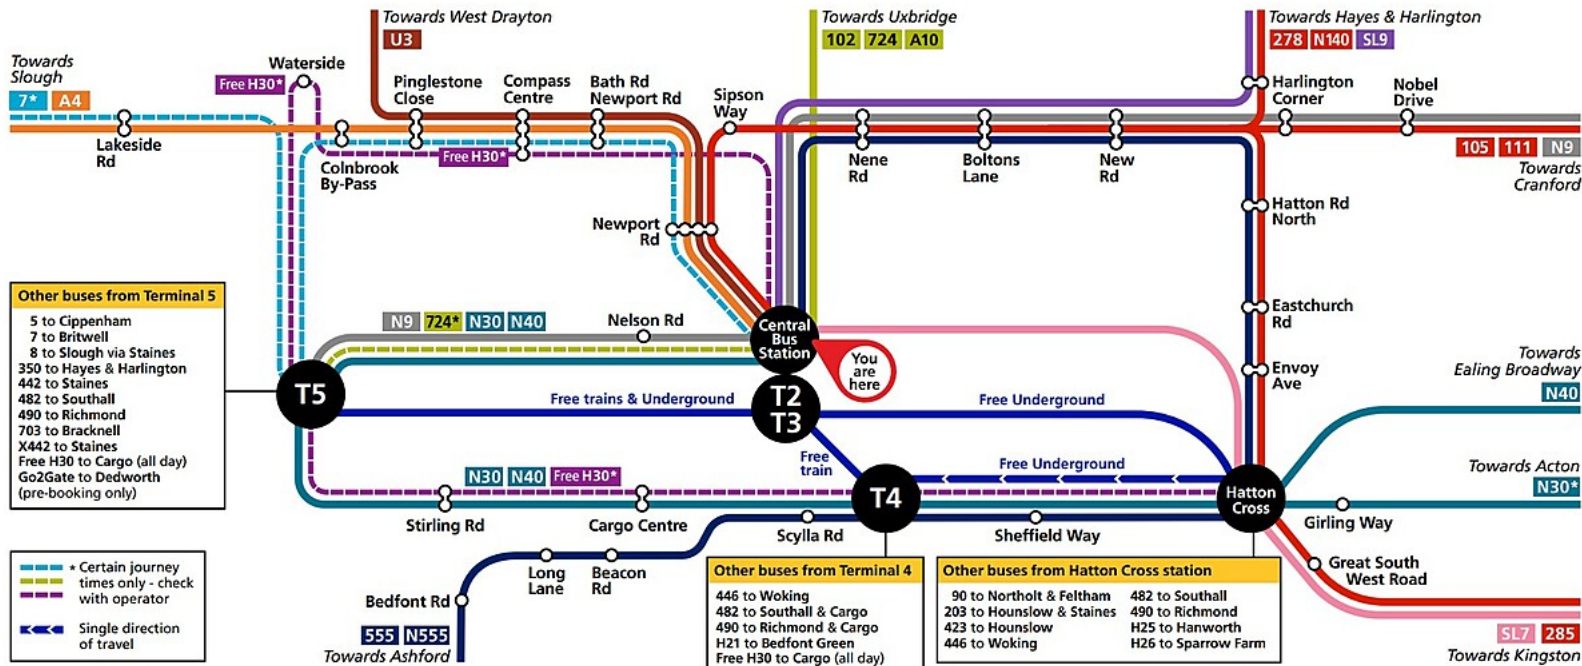 Towards West Drayton
U3
Towards Uxbridge
102 724 A10
Towards Hayes & Harlington
278 N140 SL9
Towards
Slough
7* A4
Waterside
Free H30*
Pinglestone
Close
Compass
Centre
Bath Rd
Newport Rd
Sipson
Way
Harlington
Corner
Nobel
Drive
Lakeside
Rd
Colnbrook
By-Pass
Free H30*
Nene
Rd
Boltons
Lane
New
Rd
105 111 N9
Towards
Cranford
Newport
Rd
Hatton Rd
North
Other buses from Terminal 5
5 to Cippenham
7 to Britwell
8 to Slough via Staines
350 to Hayes & Harlington
442 to Staines
482 to Southall
490 to Richmond
703 to Bracknell
X442 to Staines
Free H30 to Cargo (all day)
Go2Gate to Dedworth
(pre-booking only)
N9 724* N30 N40
Nelson Rd
Central
Bus
Station
You
are
here
Eastchurch
Rd
Envoy
Ave
Towards
Ealing Broadway
N40
T5
T2
T3
Free trains & Underground
Free Underground
Free
train
Free Underground
Towards Acton
N30*
N30 N40 Free H30*
T4
Hatton
Cross
Stirling Rd
Cargo Centre
Scylla Rd
Sheffield Way
Girling Way
Great South
West Road
* Certain journey
times only - check
with operator
Single direction
of travel
Bedfont Rd
Long
Lane
Beacon
Rd
555 N555
Towards Ashford
Other buses from Terminal 4
446 to Woking
482 to Southall & Cargo
490 to Richmond & Cargo
H21 to Bedfont Green
Free H30 to Cargo (all day)
Other buses from Hatton Cross station
90 to Northolt & Feltham
203 to Hounslow & Staines
423 to Hounslow
446 to Woking
482 to Southall
490 to Richmond
H25 to Hanworth
H26 to Sparrow Farm
SL7 285
Towards Kingston